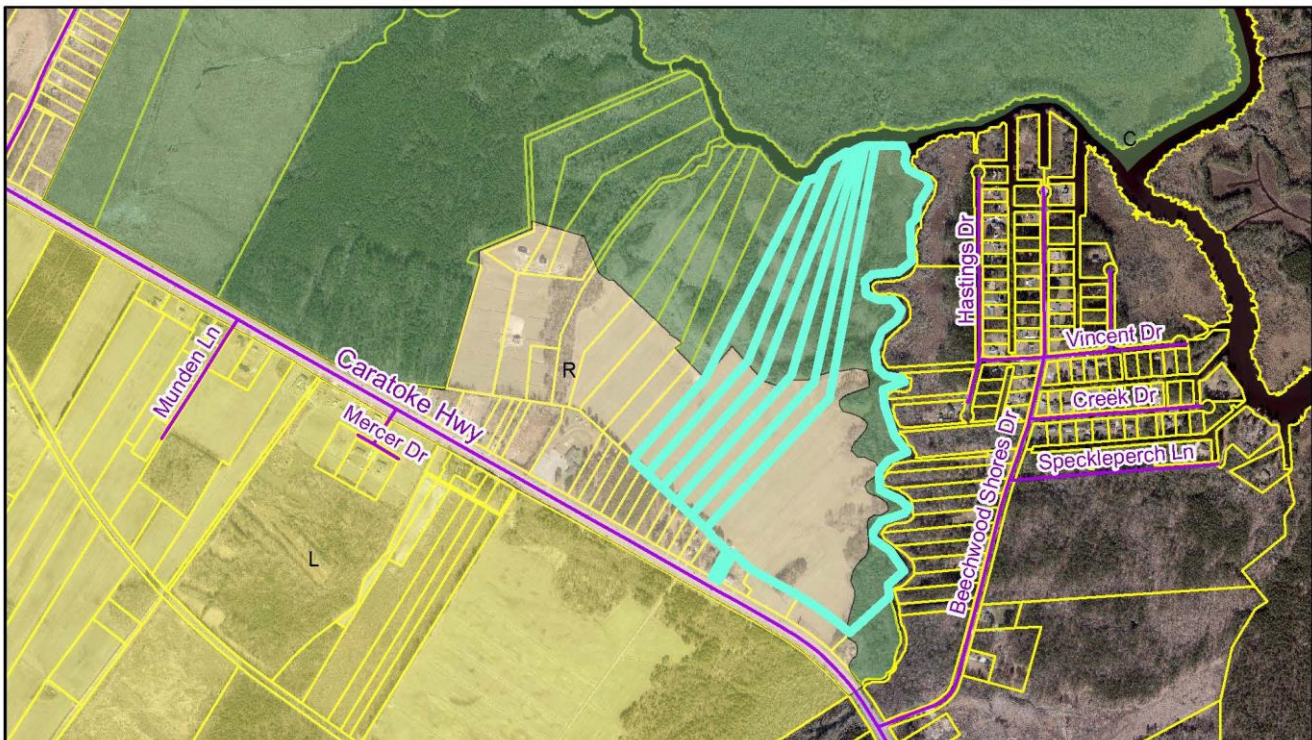 C
Hastings Dr
Vincent Dr
Munden Ln
Caratoke Hwy
R
Creek Dr
Mercer Dr
Speckleperch Ln
Beechwood Shores Dr
L